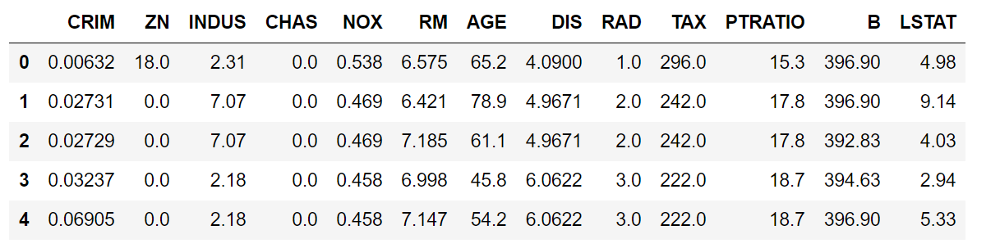 CRIM ZN INDUS CHAS NOX RM AGE DIS RAD TAX PTRATIO B LSTAT
0 0.00632 18.0 2.31 0.0 0.538 6.575 65.2 4.0900 1.0 296.0 15.3 396.90 4.98
1 0.02731 0.0 7.07 0.0 0.469 6.421 78.9 4.9671 2.0 242.0 17.8 396.90 9.14
2 0.02729 0.0 7.07 0.0 0.469 7.185 61.1 4.9671 2.0 242.0 17.8 392.83 4.03
3 0.03237 0.0 2.18 0.0 0.458 6.998 45.8 6.0622 3.0 222.0 18.7 394.63 2.94
4 0.06905 0.0 2.18 0.0 0.458 7.147 54.2 6.0622 3.0 222.0 18.7 396.90 5.33